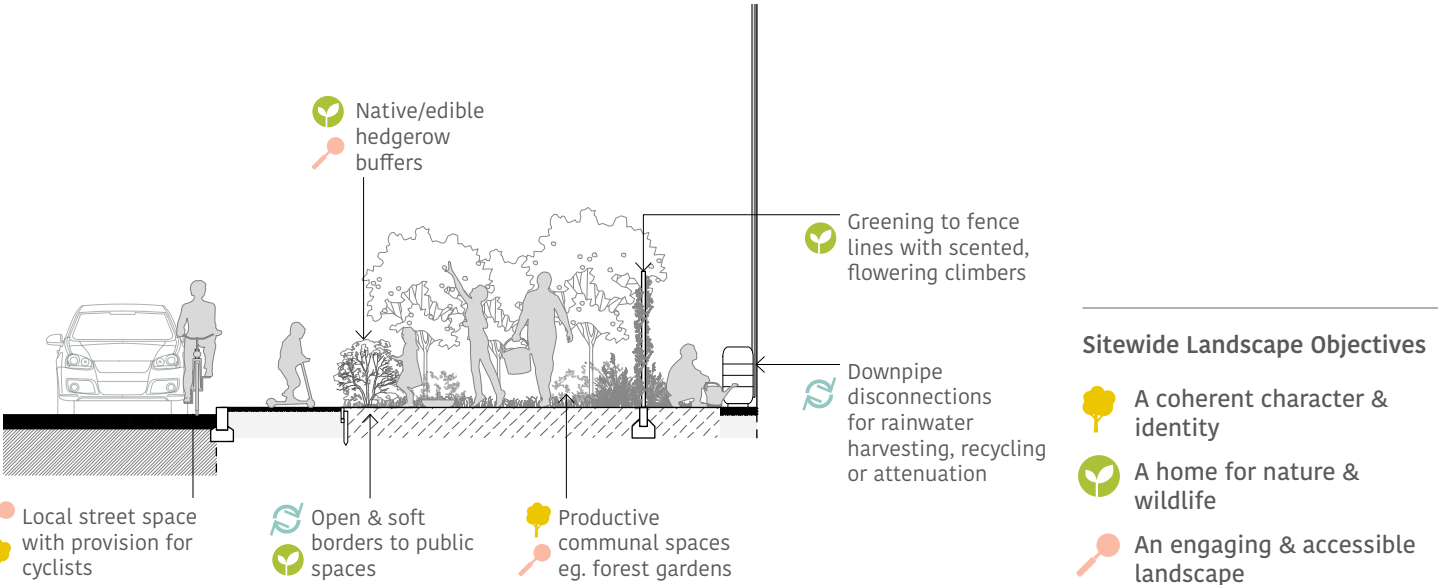 Native/edible
hedgerow
buffers
Greening to fence
lines with scented,
flowering climbers
Downpipe
disconnections
for rainwater
harvesting, recycling
or attenuation
Local street space
with provision for
cyclists
Open & soft
borders to public
spaces
Productive
communal spaces
eg. forest gardens
Sitewide Landscape Objectives
A coherent character &
identity
A home for nature &
wildlife
An engaging & accessible
landscape